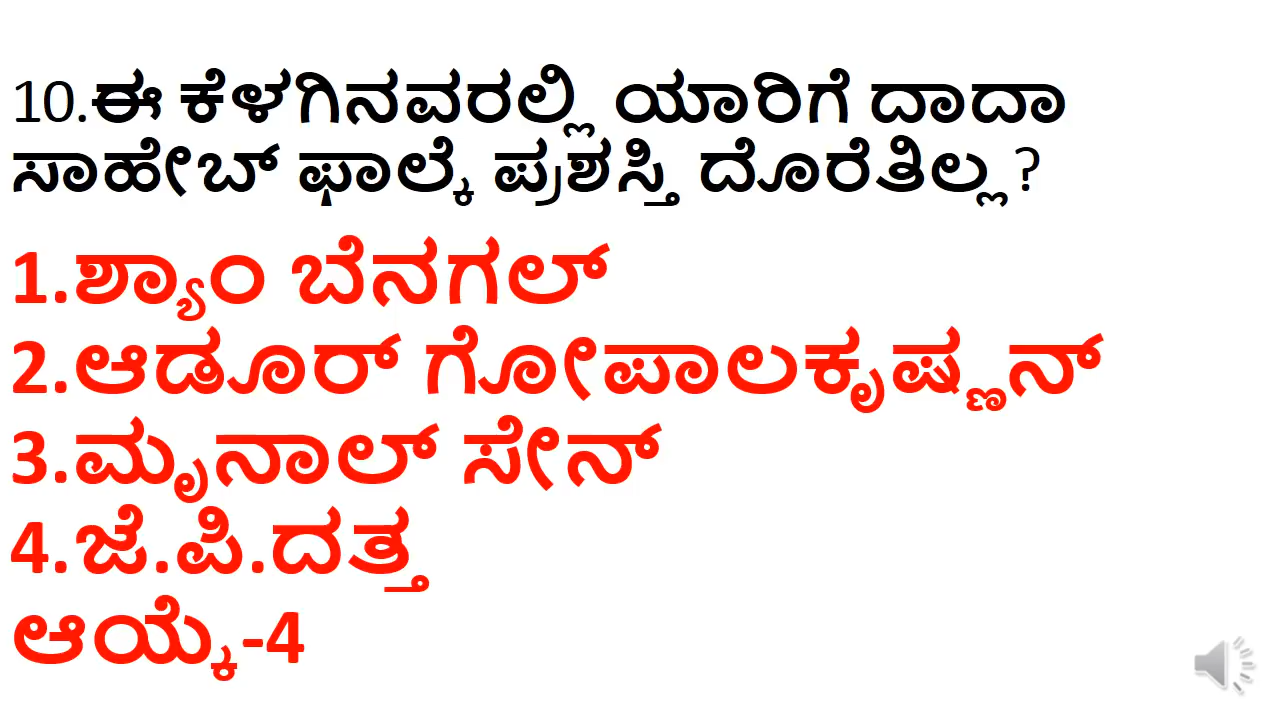 10.ಈ ಕೆಳಗಿನವರಲ್ಲಿ ಯಾರಿಗೆ ದಾದಾ
ಸಾಹೇಬ್ ಫಾಲ್ಕೆ ಪ್ರಶಸ್ತಿ ದೊರೆತಿಲ್ಲ?
1.ಶ್ಯಾಂ ಬೆನಗಲ್
2.ಆಡೂರ್ ಗೋಪಾಲಕೃಷ್ಣನ್
3.ಮೃನಾಲ್ ಸೇನ್
4.ಜೆ.ಪಿ.ದತ್ತ
ಆಯ್ಕೆ-4